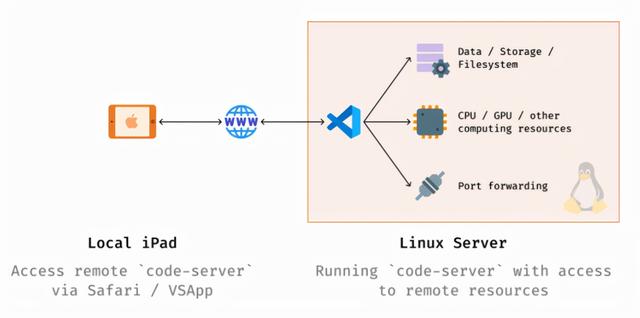 Data / Storage /
Filesystem
WWW
CPU / GPU / other
computing resources
Port forwarding
Local iPad
Access remote `code-server`
via Safari / VSApp
Linux Server
Running `code-server` with access
to remote resources